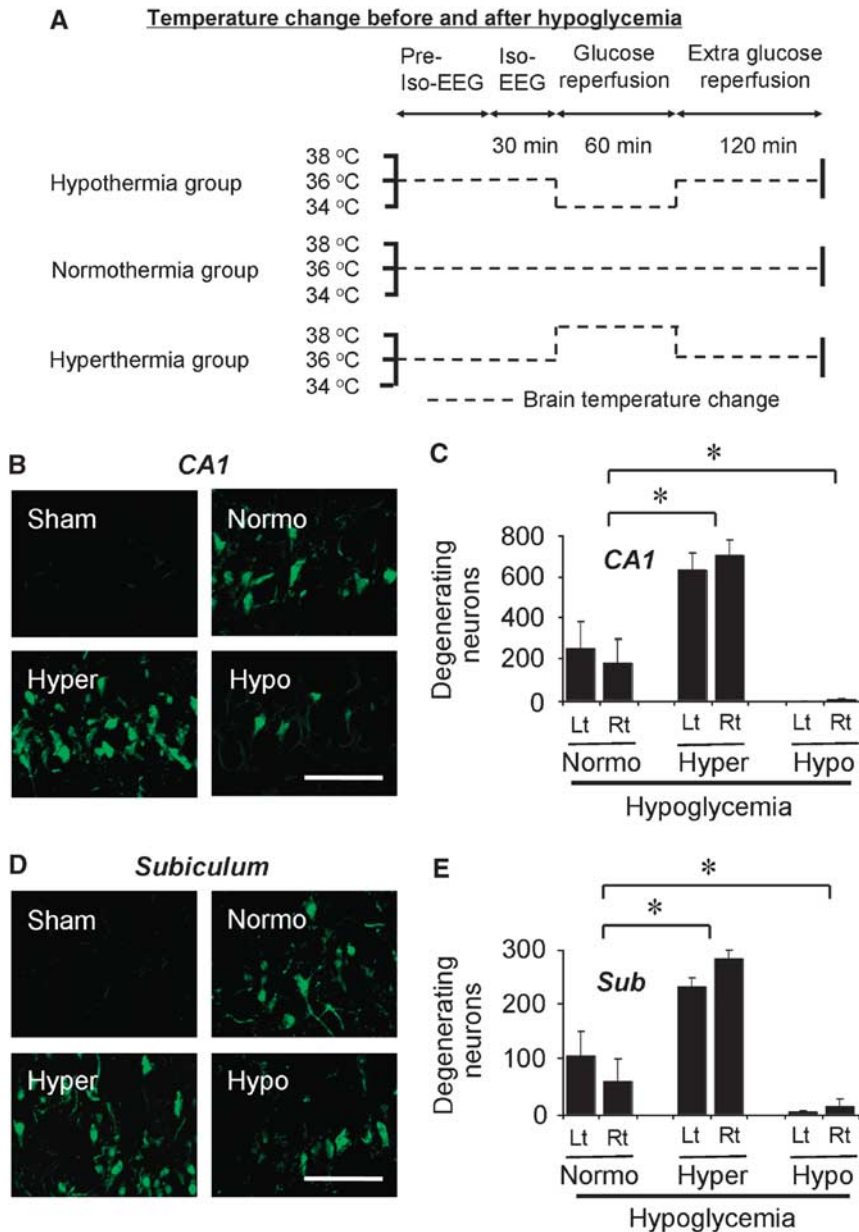 A
Temperature change before and after hypoglycemia
Pre-
Iso-EEG
Iso-
EEG
Glucose
reperfusion
Extra glucose
reperfusion
30 min
60 min
120 min
Hypothermia group
38 °C
36 °C
34 °C
Normothermia group
38 °C
36 °C
34 °C
Hyperthermia group
38 °C
36 °C
34 °C
Brain temperature change
B
CA1
Sham
Normo
Hyper
Hypo
C
*
*
CA1
Degenerating
neurons
800
600
400
200
0
Lt Rt Lt Rt Lt Rt
Normo Hyper Hypo
Hypoglycemia
D
Subiculum
Sham
Normo
Hyper
Hypo
E
*
*
Sub
Degenerating
neurons
300
200
100
0
Lt Rt Lt Rt Lt Rt
Normo Hyper Hypo
Hypoglycemia